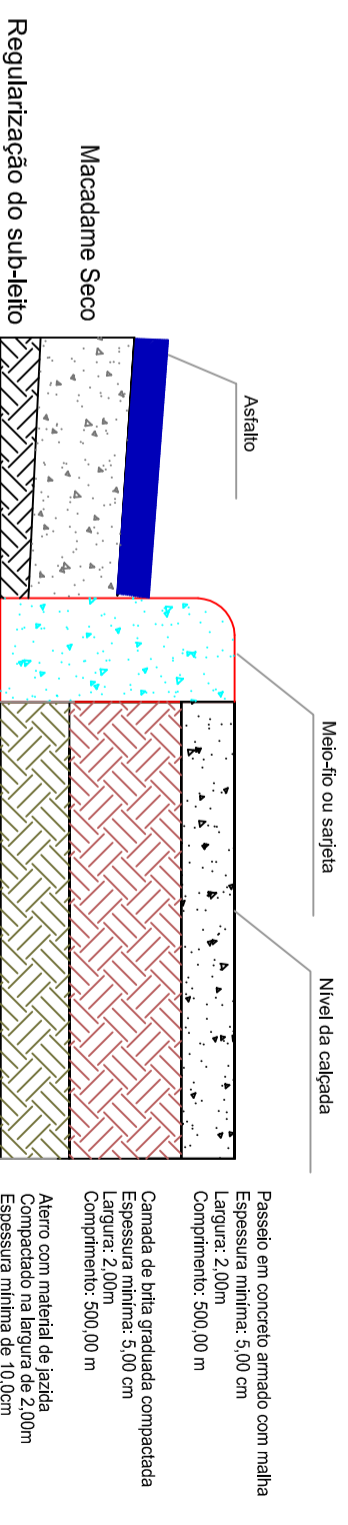 Asfalto
Meio-fio ou sarjeta
Nível da calçada
Macadame Seco
Regularização do sub-leito
Passeio em concreto armado com malha
Espessura minima: 5,00 cm
Largura: 2,00m
Comprimento: 500,00 m
Camada de brita graduada compactada
Espessura minima: 5,00 cm
Largura: 2,00m
Comprimento: 500,00 m
Aterro com material de jazida
Compactado na largura de 2,00m
Espessura mínima de 10,0cm